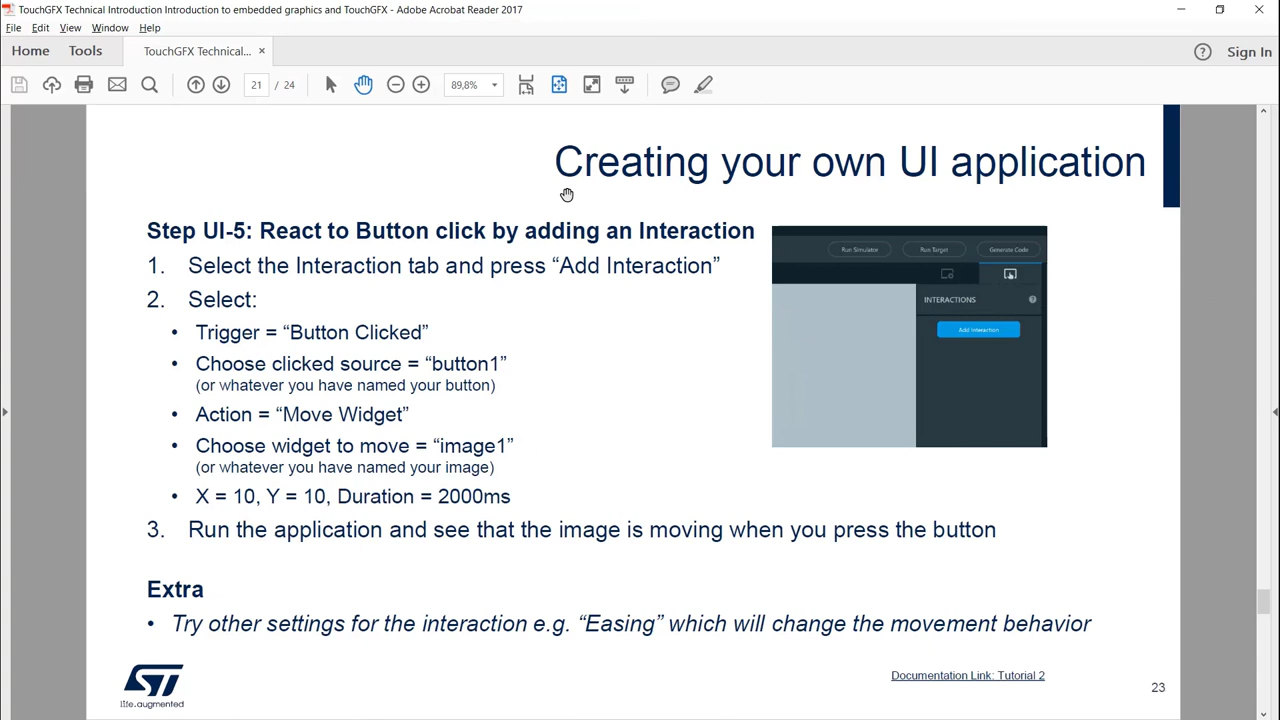 TouchGFX Technical Introduction Introduction to embedded graphics and TouchGFX - Adobe Acrobat Reader 2017
File Edit View Window Help
Home Tools TouchGFX Technical... × Sign In
21 / 24 89,8%
Creating your own UI application
Step UI-5: React to Button click by adding an Interaction
1. Select the Interaction tab and press “Add Interaction”
2. Select:
• Trigger = “Button Clicked”
• Choose clicked source = “button1”
(or whatever you have named your button)
• Action = “Move Widget”
• Choose widget to move = “image1”
(or whatever you have named your image)
• X = 10, Y = 10, Duration = 2000ms
3. Run the application and see that the image is moving when you press the button
Run Simulator Run Target Generate Code
INTERACTIONS
Add Interaction
Extra
• Try other settings for the interaction e.g. “Easing” which will change the movement behavior
ST
life.augmented
Documentation Link: Tutorial 2
23